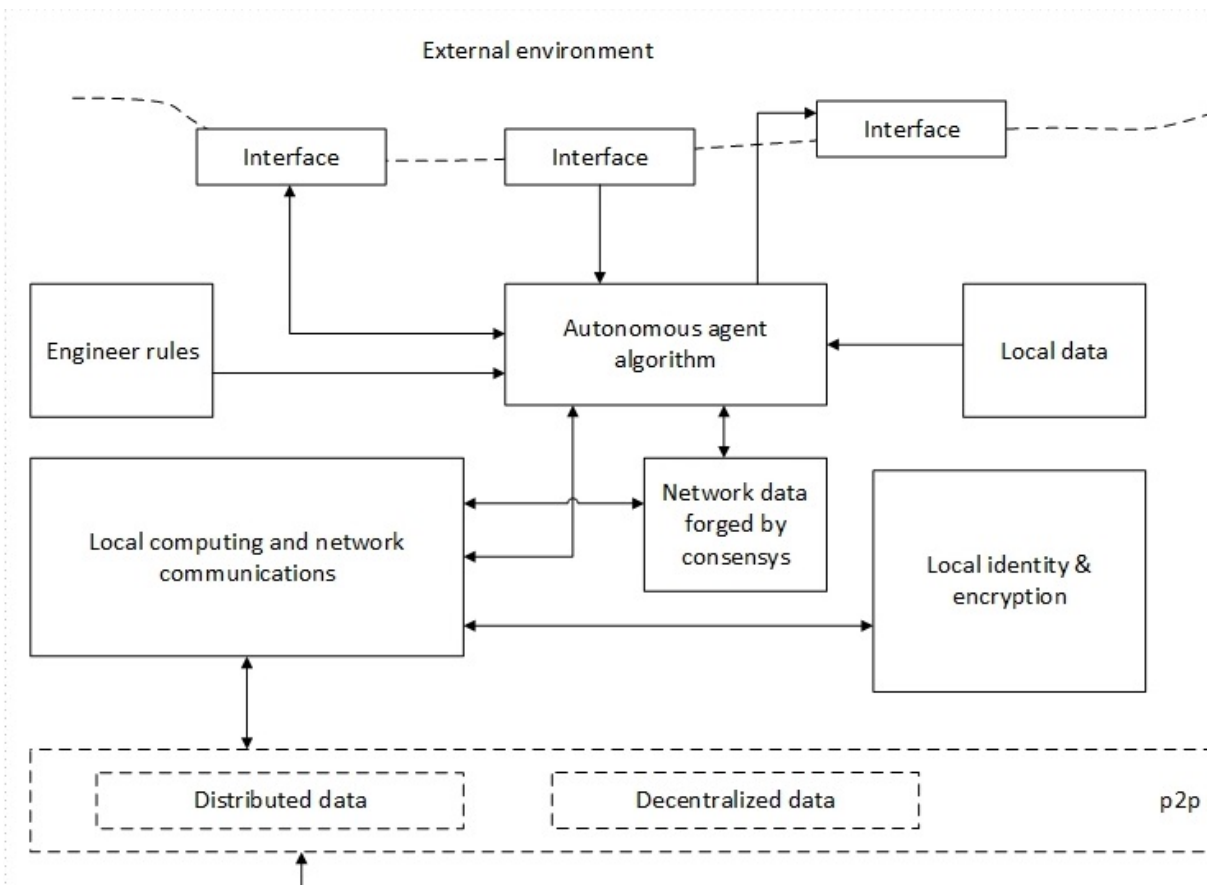 External environment
Interface
Interface
Interface
Engineer rules
Autonomous agent
algorithm
Local data
Local computing and network
communications
Network data
forged by
consensys
Local identity &
encryption
Distributed data
Decentralized data
p2p